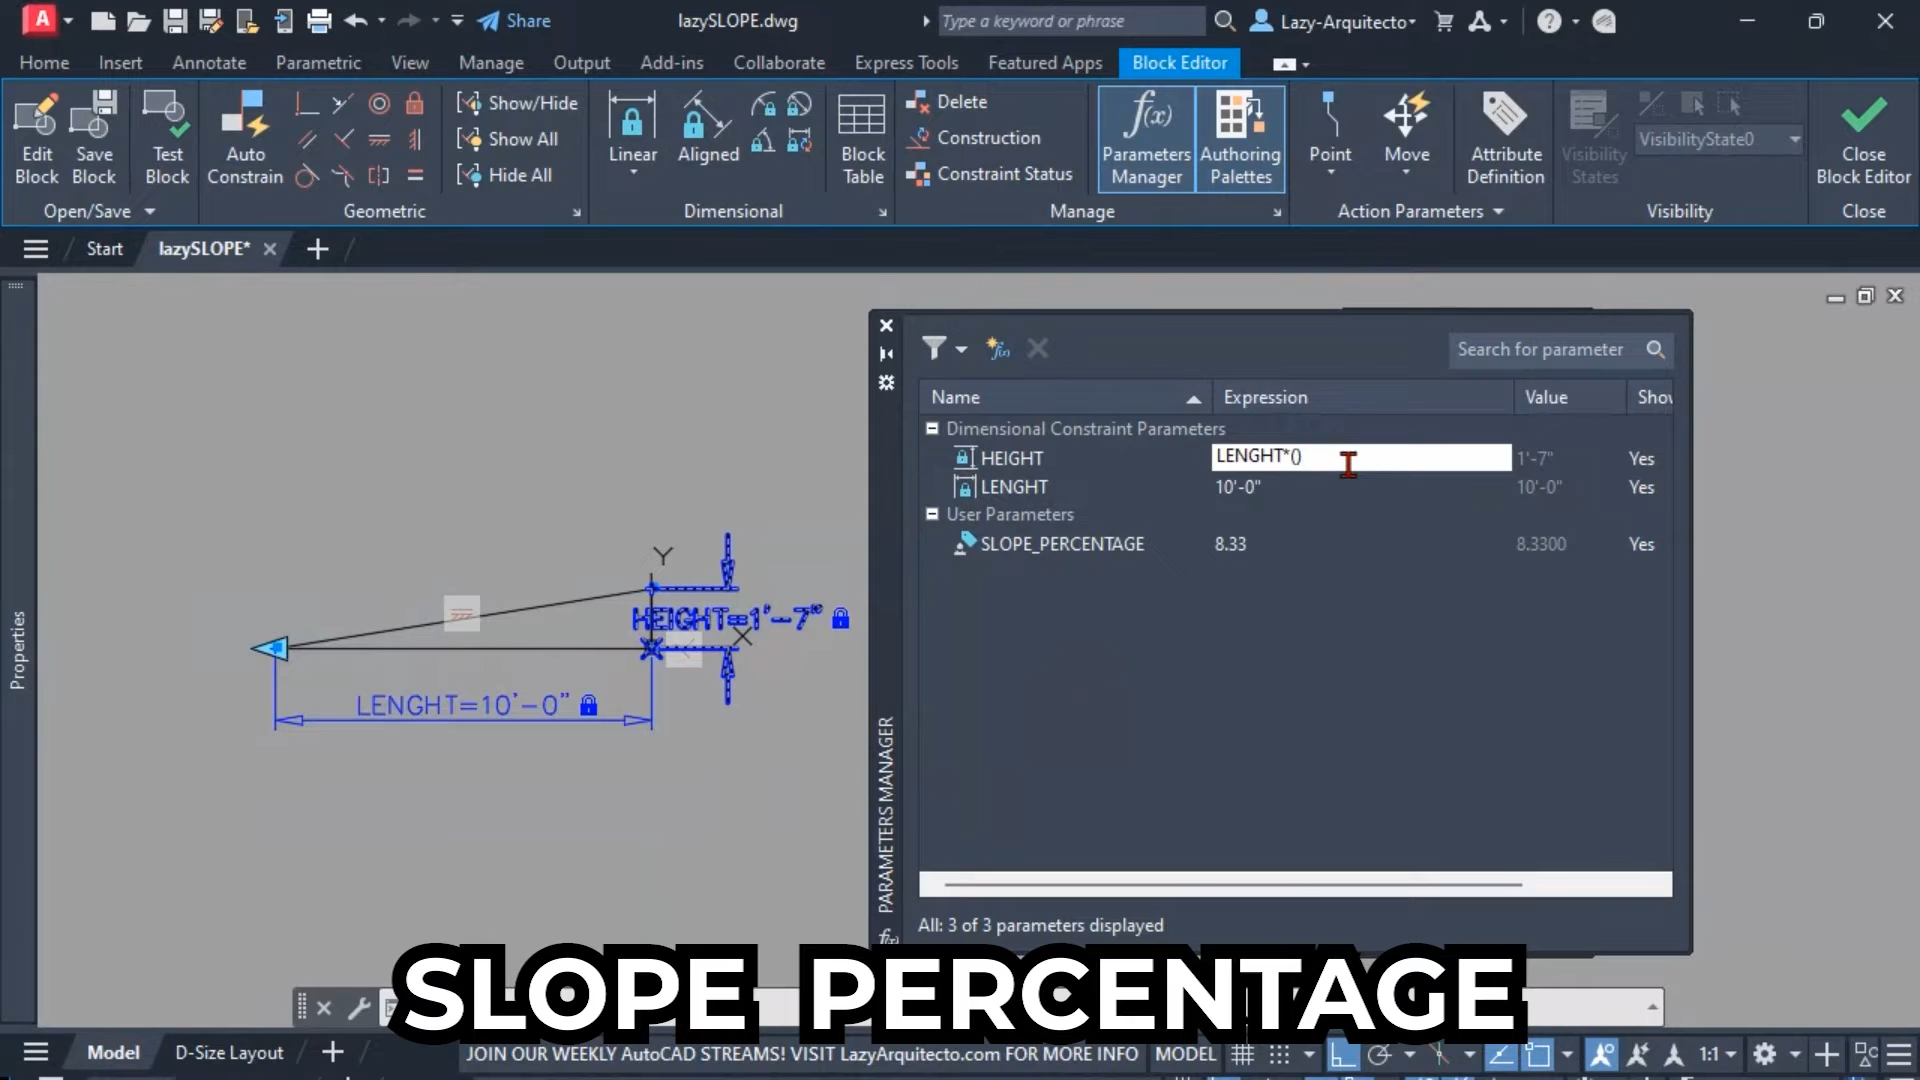 A
Share
lazySLOPE.dwg
Type a keyword or phrase
Lazy-Arquitecto
Home Insert Annotate Parametric View Manage Output Add-ins Collaborate Express Tools Featured Apps Block Editor
Edit Block
Save Block
Test Block
Auto Constrain
Show/Hide
Show All
Hide All
Linear
Aligned
Block Table
Delete
Construction
Constraint Status
f(x)
Parameters Manager
Authoring Palettes
Point
Move
Attribute Definition
Visibility States
VisibilityState0
Close Block Editor
Open/Save Geometric Dimensional Manage Action Parameters Visibility Close
Start lazySLOPE*
Properties
Search for parameter
Name Expression Value Show
Dimensional Constraint Parameters
HEIGHT LENGHT*() 1'-7" Yes
LENGHT 10'-0" 10'-0" Yes
User Parameters
SLOPE_PERCENTAGE 8.33 8.3300 Yes
Y
HEIGHT=1'-7"
X
LENGHT=10'-0"
PARAMETERS MANAGER
All: 3 of 3 parameters displayed
SLOPE PERCENTAGE
Model D-Size Layout JOIN OUR WEEKLY AutoCAD STREAMS! VISIT LazyArquitecto.com FOR MORE INFO MODEL 1:1